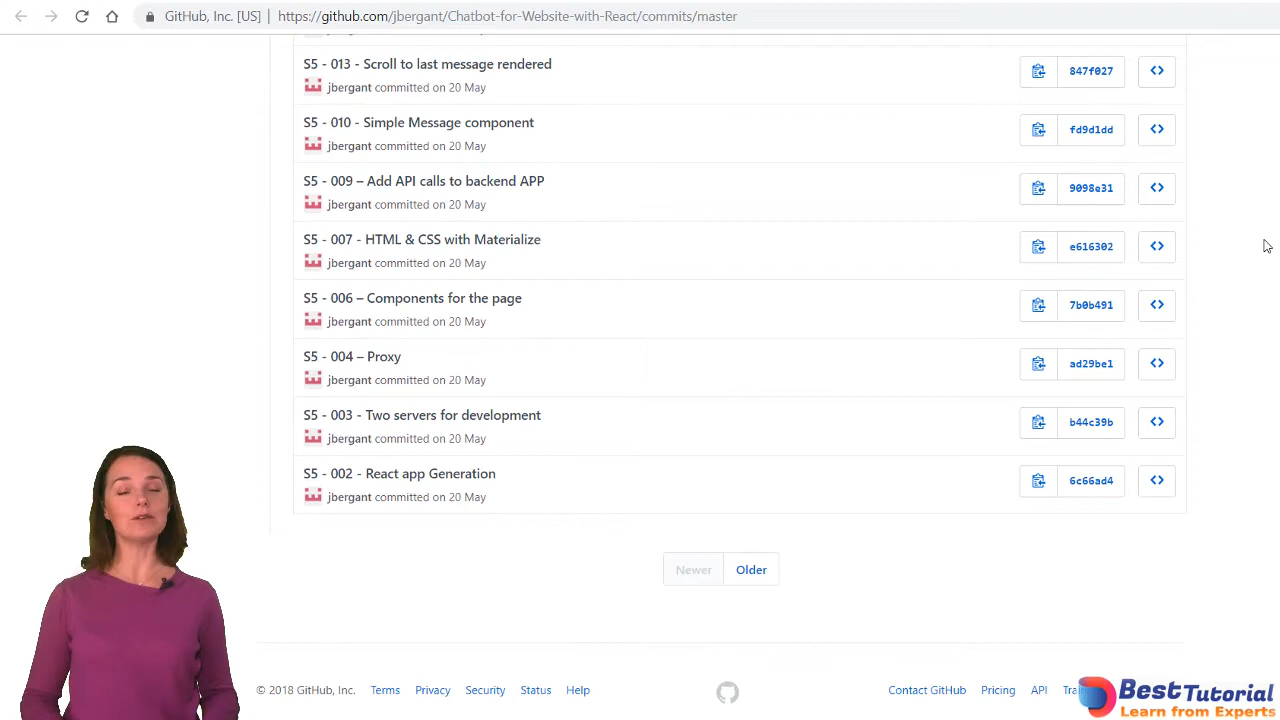 GitHub, Inc. [US] | https://github.com/jbergant/Chatbot-for-Website-with-React/commits/master
S5 - 013 - Scroll to last message rendered
847f027
jbergant committed on 20 May
S5 - 010 - Simple Message component
fd9d1dd
jbergant committed on 20 May
S5 - 009 – Add API calls to backend APP
9098e31
jbergant committed on 20 May
S5 - 007 - HTML & CSS with Materialize
e616302
jbergant committed on 20 May
S5 - 006 – Components for the page
7b0b491
jbergant committed on 20 May
S5 - 004 – Proxy
ad29be1
jbergant committed on 20 May
S5 - 003 - Two servers for development
b44c39b
jbergant committed on 20 May
S5 - 002 - React app Generation
6c66ad4
jbergant committed on 20 May
Newer Older
© 2018 GitHub, Inc. Terms Privacy Security Status Help Contact GitHub Pricing API
BestTutorial
Learn from Experts